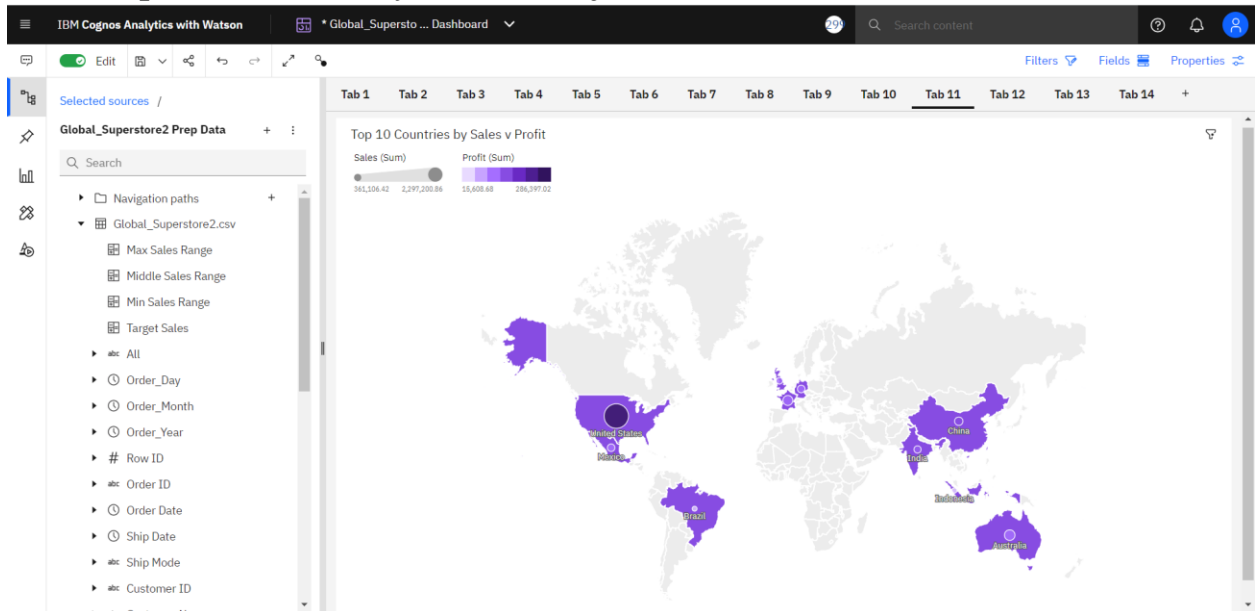 IBM Cognos Analytics with Watson
* Global_Supersto ... Dashboard
299
Search content
Edit
Filters
Fields
Properties
Selected sources /
Global_Superstore2 Prep Data
Search
Navigation paths
Global_Superstore2.csv
Max Sales Range
Middle Sales Range
Min Sales Range
Target Sales
abc All
Order_Day
Order_Month
Order_Year
# Row ID
abc Order ID
Order Date
Ship Date
abc Ship Mode
abc Customer ID
Tab 1 Tab 2 Tab 3 Tab 4 Tab 5 Tab 6 Tab 7 Tab 8 Tab 9 Tab 10 Tab 11 Tab 12 Tab 13 Tab 14 +
Top 10 Countries by Sales v Profit
Sales (Sum) Profit (Sum)
361,106.42 2,297,200.86 15,608.68 286,397.02
United States
Mexico
Brazil
China
India
Indonesia
Australia